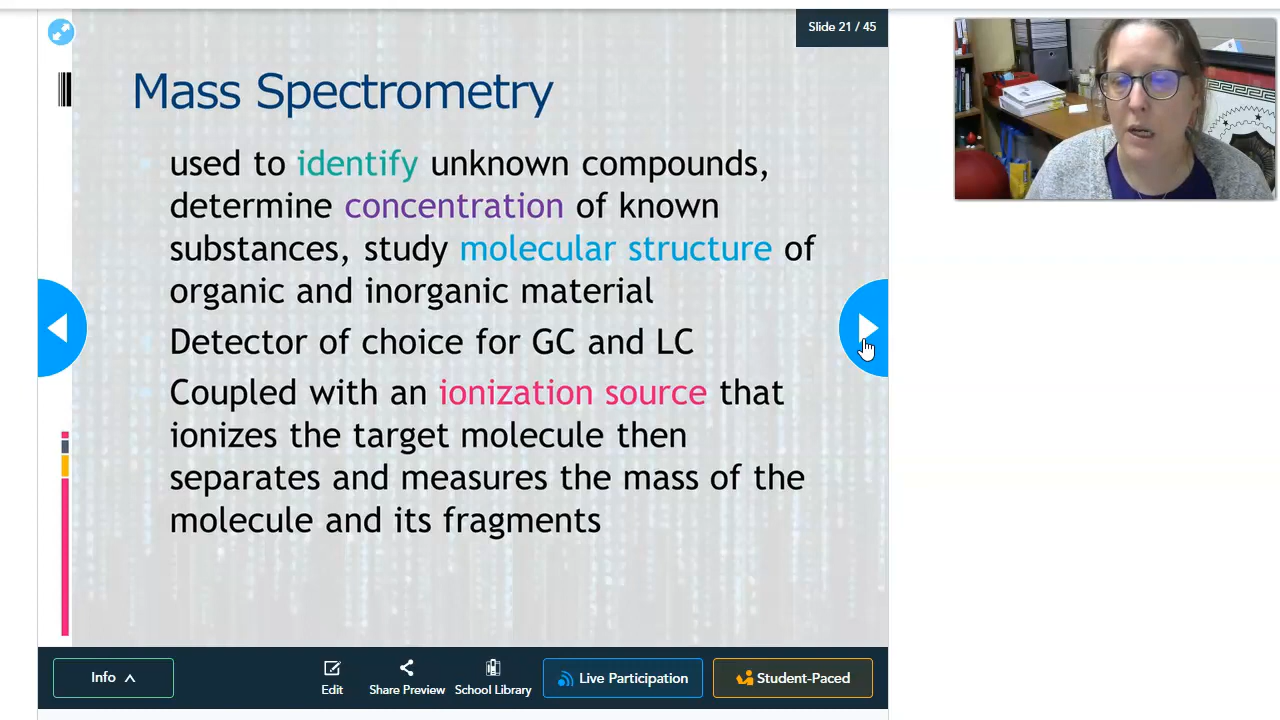 Slide 21 / 45
Mass Spectrometry
used to identify unknown compounds,
determine concentration of known
substances, study molecular structure of
organic and inorganic material
Detector of choice for GC and LC
Coupled with an ionization source that
ionizes the target molecule then
separates and measures the mass of the
molecule and its fragments
Info
Edit
Share Preview
School Library
Live Participation
Student-Paced